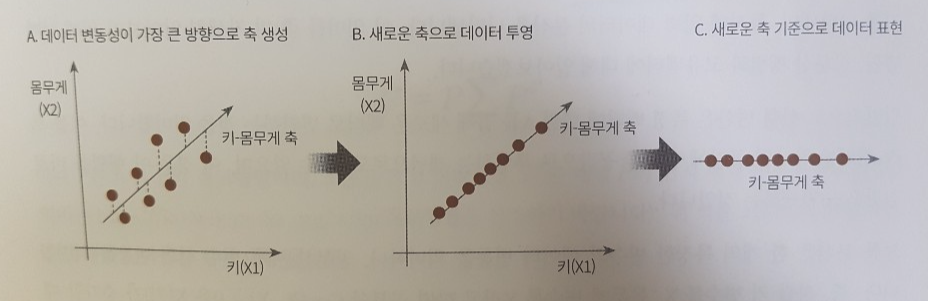 A. 데이터 변동성이 가장 큰 방향으로 축 생성
몸무게
(X2)
키-몸무게 축
키(X1)
B. 새로운 축으로 데이터 투영
몸무게
(X2)
키-몸무게 축
키(X1)
C. 새로운 축 기준으로 데이터 표현
키-몸무게 축